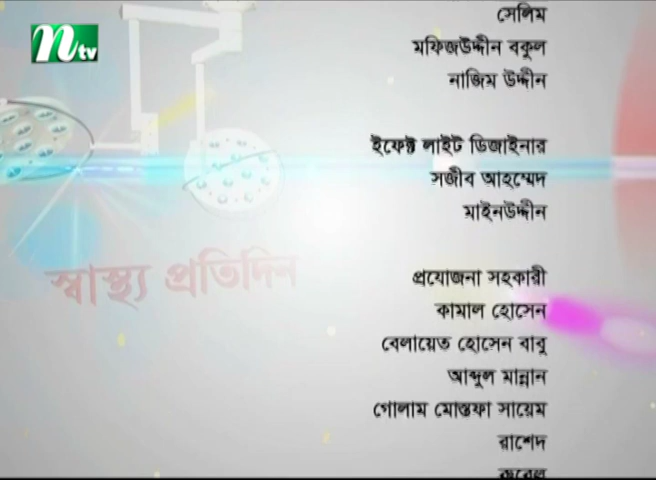 ntv
সেলিম
মফিজউদ্দীন বকুল
নাজিম উদ্দীন
ইফেক্ট লাইট ডিজাইনার
সজীব আহম্মেদ
মাইনউদ্দীন
স্বাস্থ্য প্রতিদিন
প্রযোজনা সহকারী
কামাল হোসেন
বেলায়েত হোসেন বাবু
আব্দুল মান্নান
গোলাম মোস্তফা সায়েম
রাশেদ